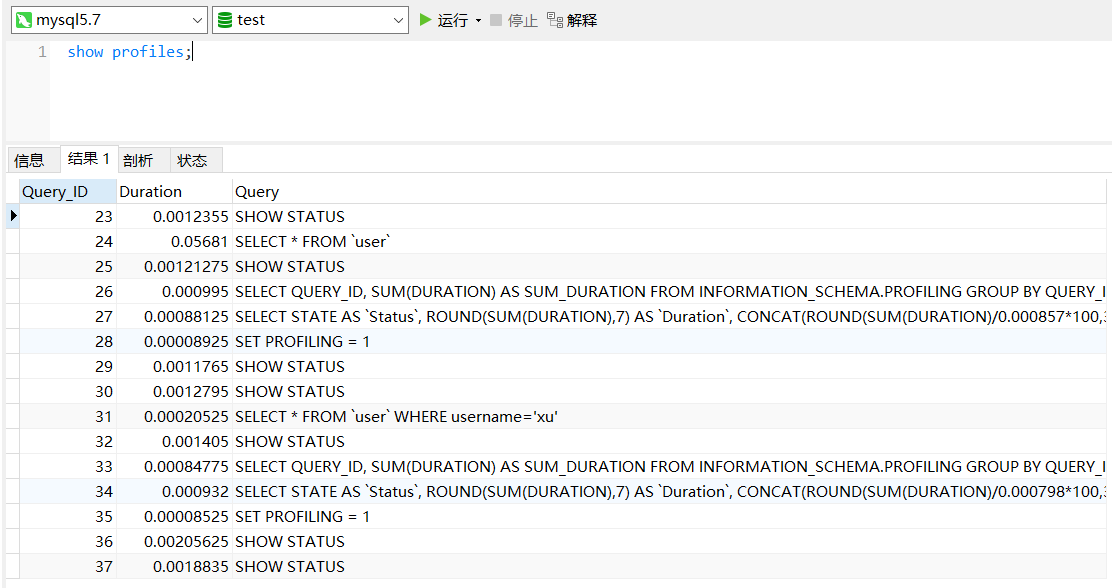 mysql5.7 test 运行 停止 解释
1 show profiles;
信息 结果 1 剖析 状态
Query_ID Duration Query
23 0.0012355 SHOW STATUS
24 0.05681 SELECT * FROM `user`
25 0.00121275 SHOW STATUS
26 0.000995 SELECT QUERY_ID, SUM(DURATION) AS SUM_DURATION FROM INFORMATION_SCHEMA.PROFILING GROUP BY QUERY_I
27 0.00088125 SELECT STATE AS `Status`, ROUND(SUM(DURATION),7) AS `Duration`, CONCAT(ROUND(SUM(DURATION)/0.000857*100,3
28 0.00008925 SET PROFILING = 1
29 0.0011765 SHOW STATUS
30 0.0012795 SHOW STATUS
31 0.00020525 SELECT * FROM `user` WHERE username='xu'
32 0.001405 SHOW STATUS
33 0.00084775 SELECT QUERY_ID, SUM(DURATION) AS SUM_DURATION FROM INFORMATION_SCHEMA.PROFILING GROUP BY QUERY_I
34 0.000932 SELECT STATE AS `Status`, ROUND(SUM(DURATION),7) AS `Duration`, CONCAT(ROUND(SUM(DURATION)/0.000798*100,3
35 0.00008525 SET PROFILING = 1
36 0.00205625 SHOW STATUS
37 0.0018835 SHOW STATUS